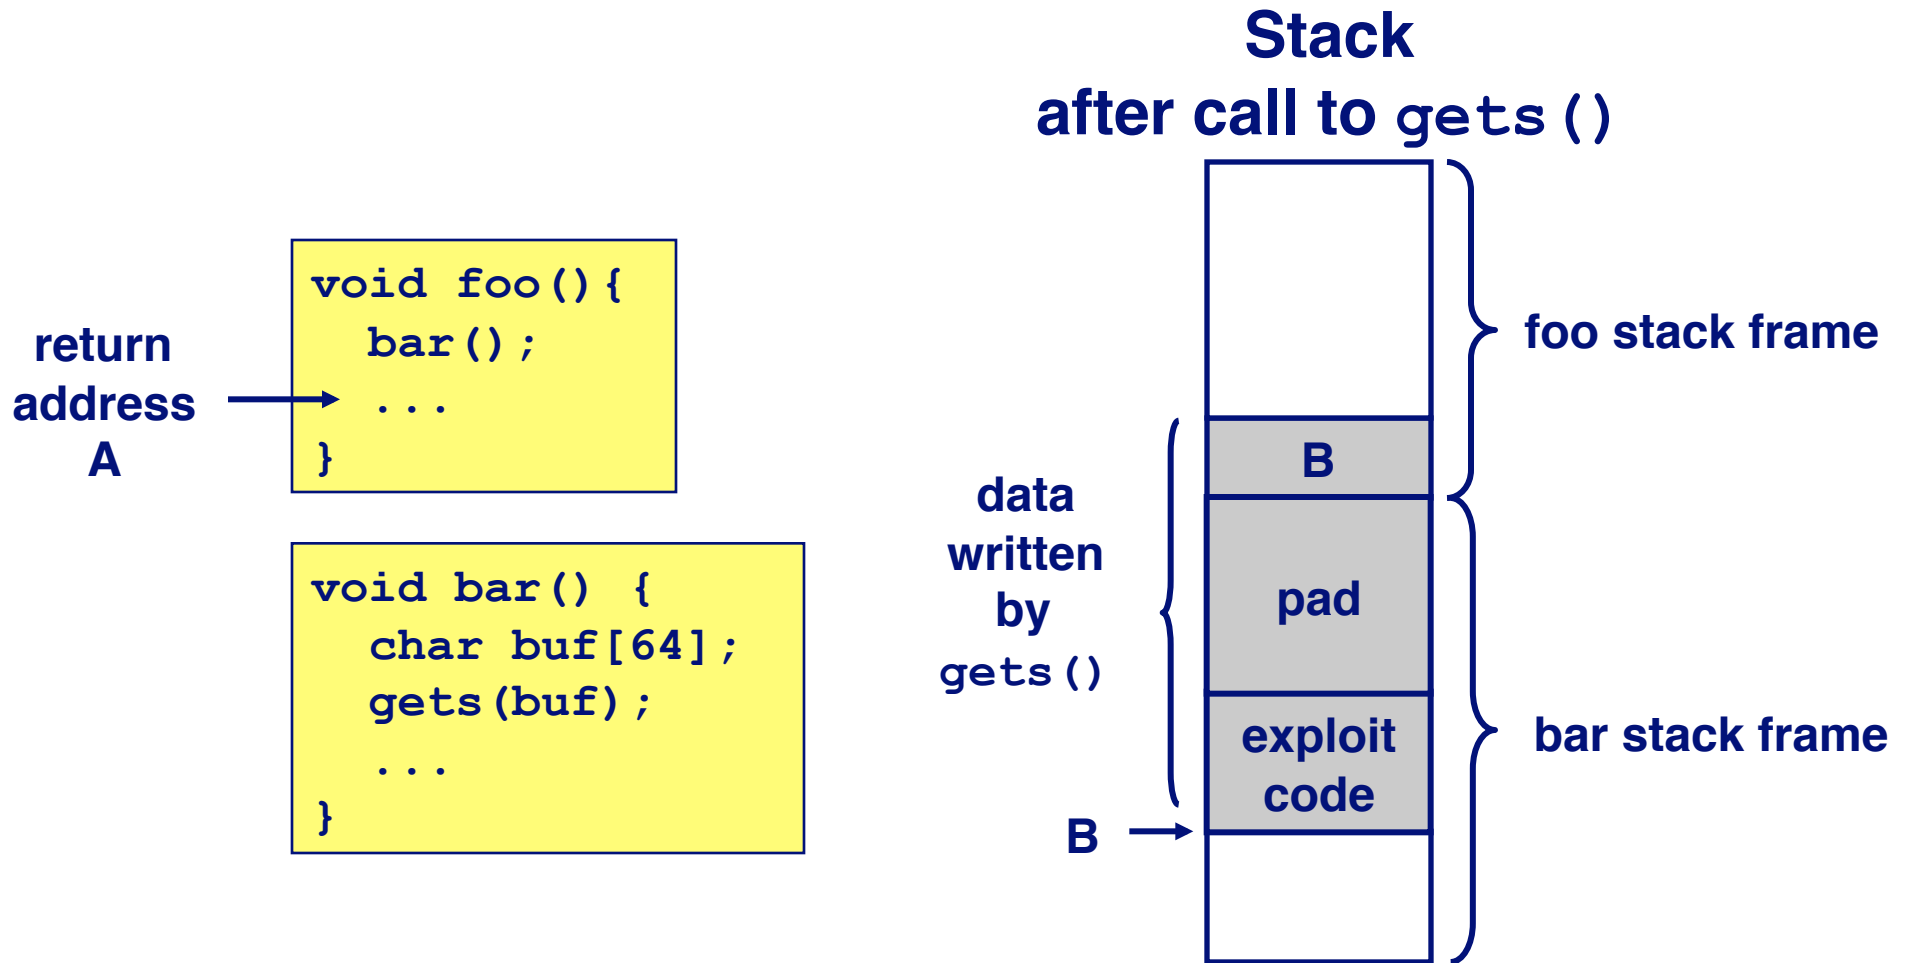 Stack
after call to gets()
void foo(){
bar();
...
}
return
address
A
void bar() {
char buf[64];
gets(buf);
...
}
data
written
by
gets()
B
B
pad
exploit
code
foo stack frame
bar stack frame